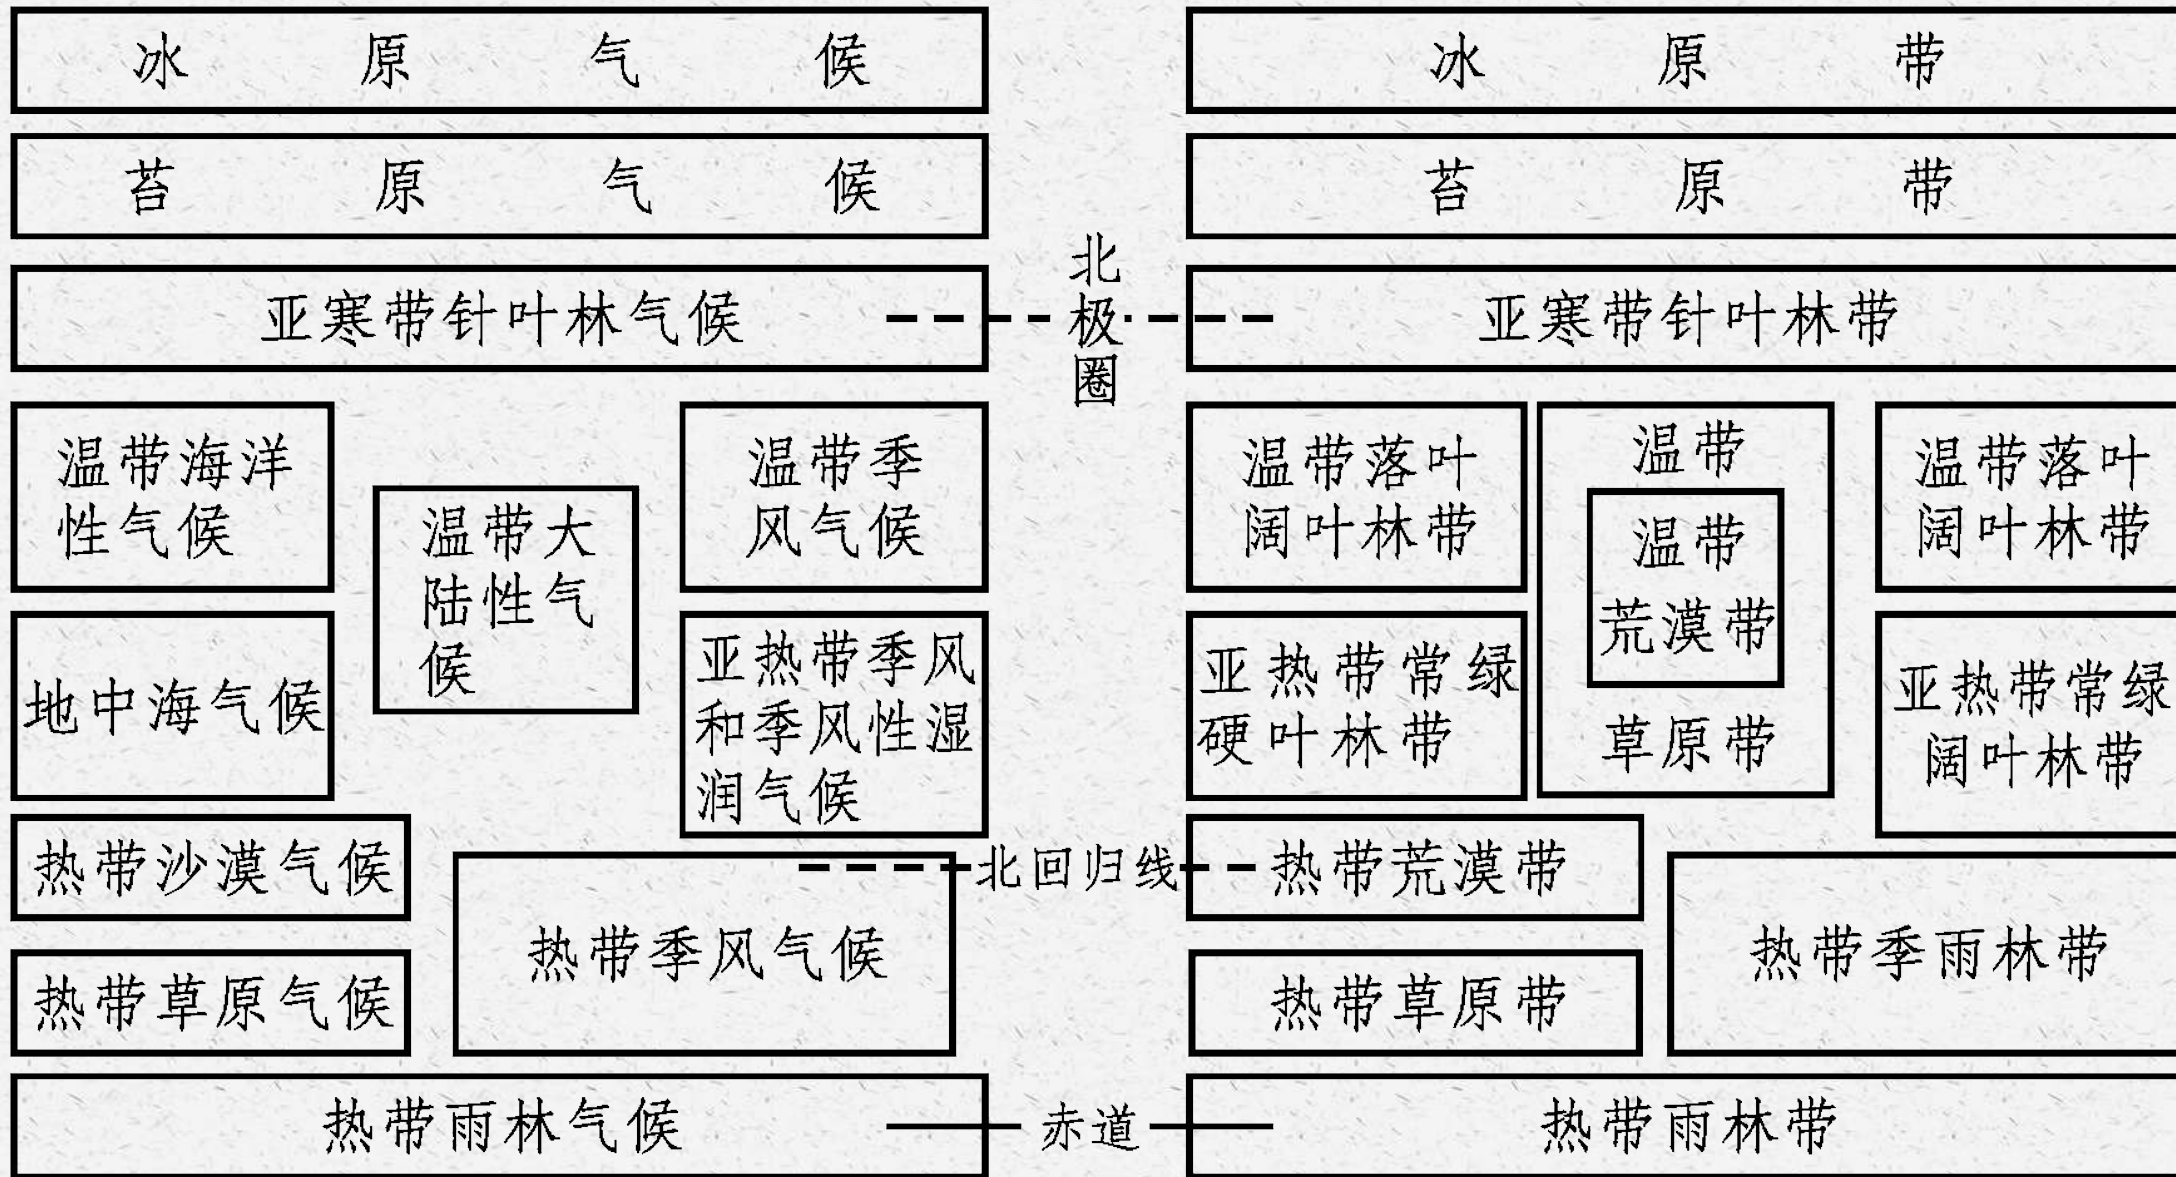 冰原气候
冰原带
苔原气候
苔原带
亚寒带针叶林气候
北极圈
亚寒带针叶林带
温带海洋
性气候
温带大
陆性气
候
温带季
风气候
温带落叶
阔叶林带
温带
温带
荒漠带
草原带
温带落叶
阔叶林带
地中海气候
亚热带季风
和季风性湿
润气候
亚热带常绿
硬叶林带
亚热带常绿
阔叶林带
热带沙漠气候
北回归线
热带荒漠带
热带季风气候
热带季雨林带
热带草原气候
热带草原带
热带雨林气候
赤道
热带雨林带